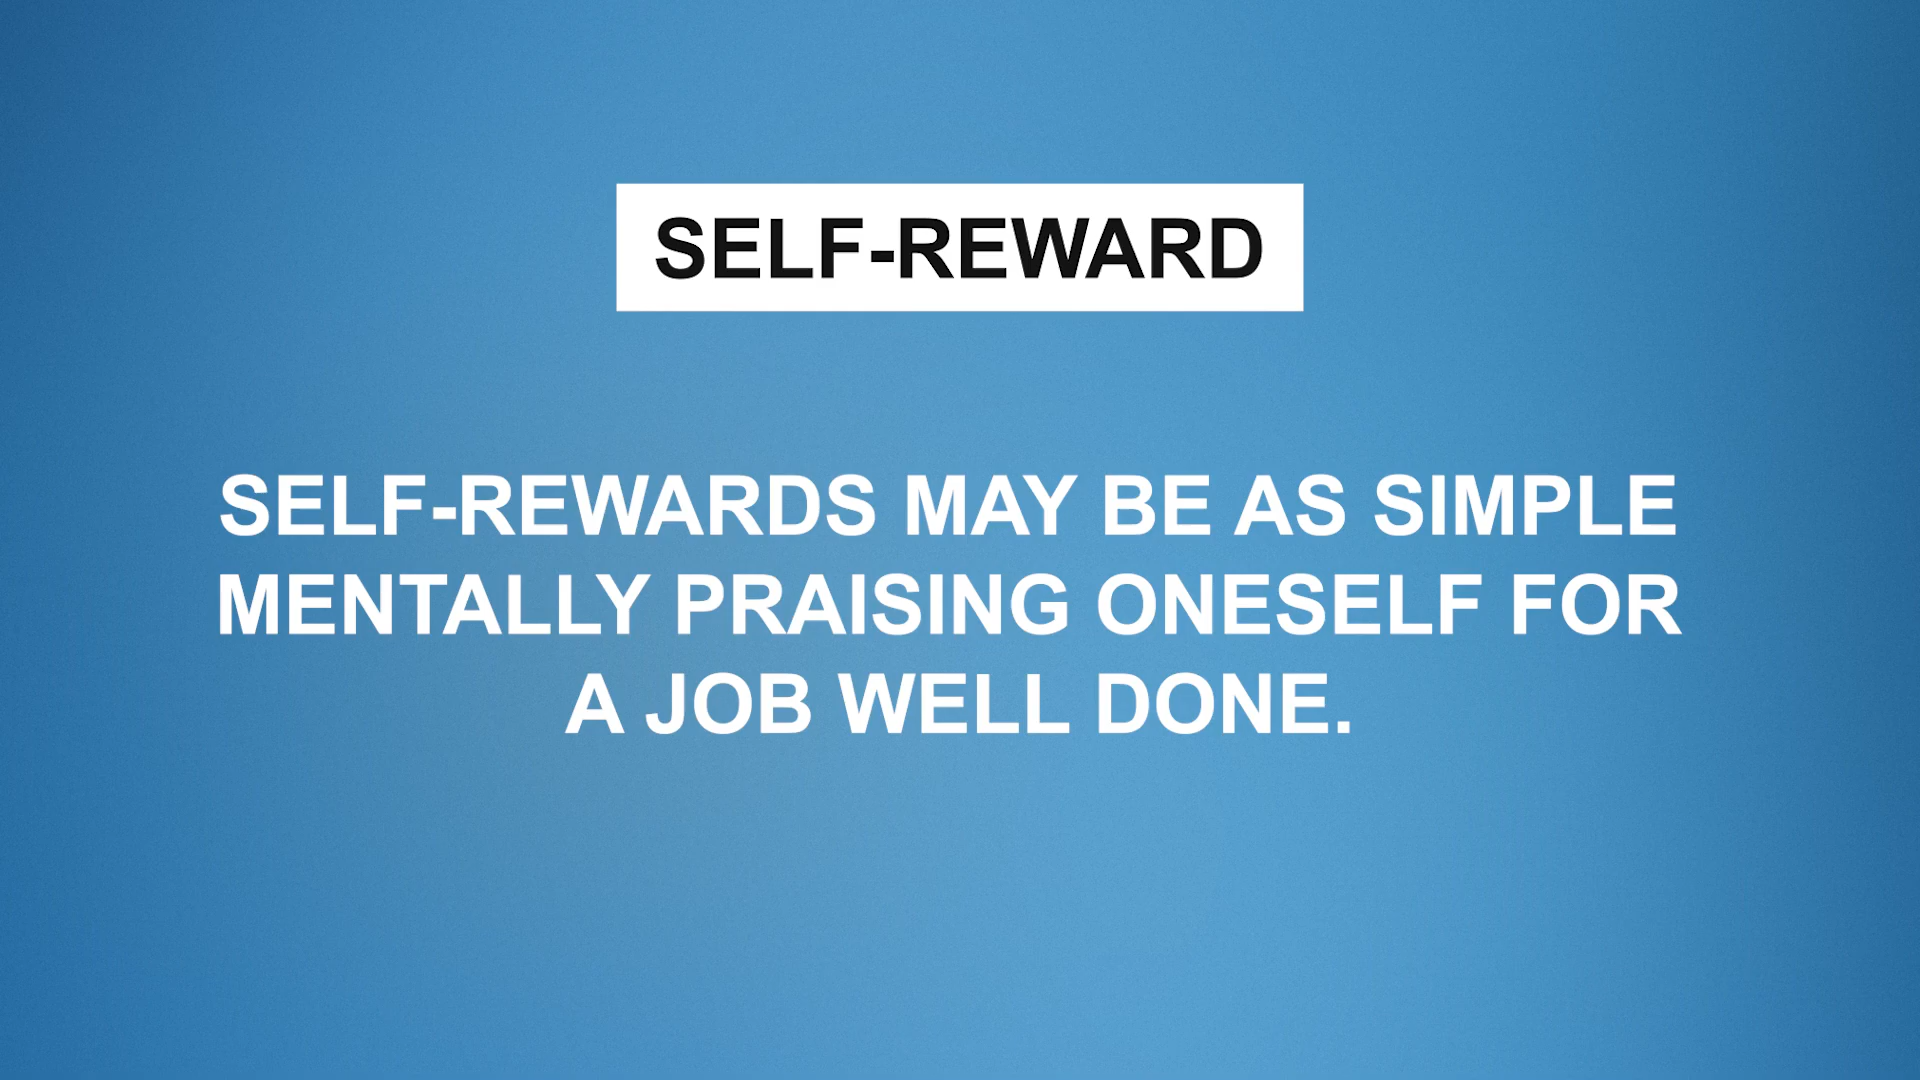 SELF-REWARD
SELF-REWARDS MAY BE AS SIMPLE
MENTALLY PRAISING ONESELF FOR
A JOB WELL DONE.